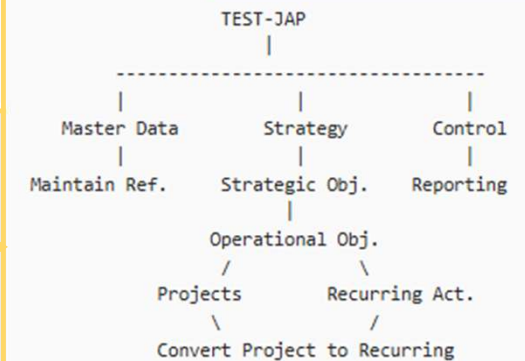 TEST-JAP
Master Data Strategy Control
Maintain Ref. Strategic Obj. Reporting
Operational Obj.
Projects Recurring Act.
Convert Project to Recurring